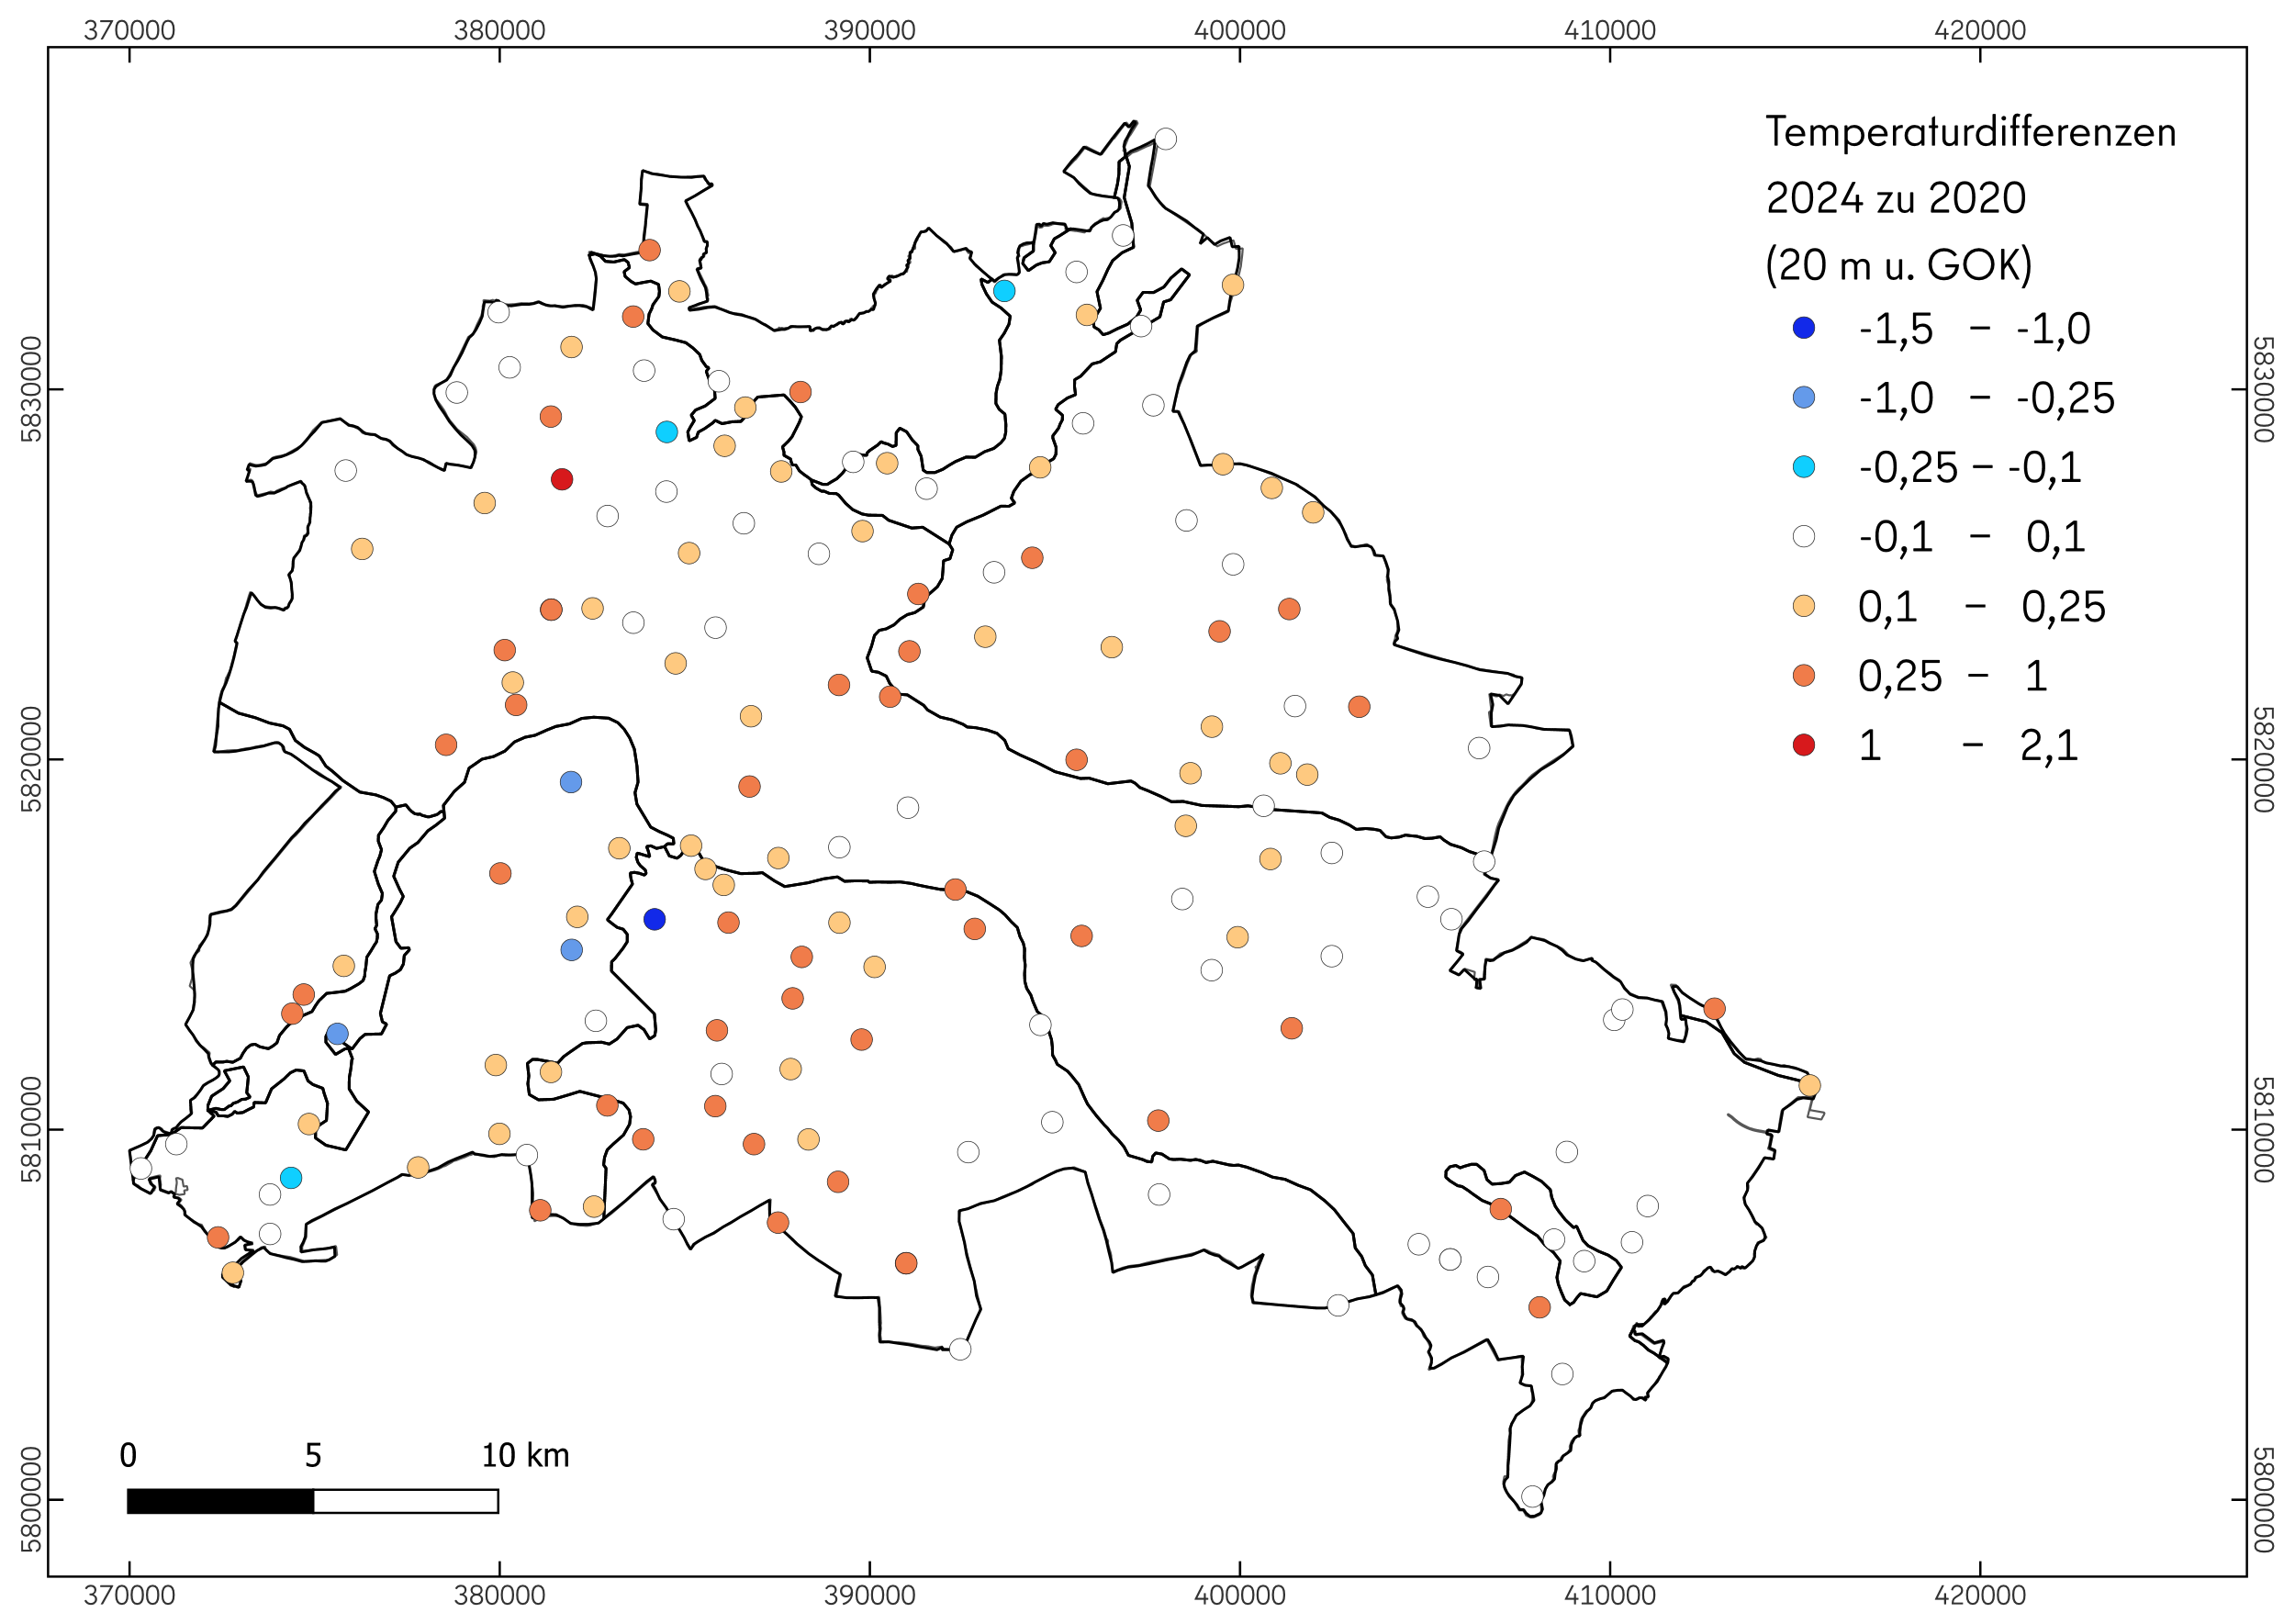 370000 380000 390000 400000 410000 420000
Temperaturdifferenzen
2024 zu 2020
(20 m u. GOK)
-1,5 – -1,0
-1,0 – -0,25
-0,25 – -0,1
-0,1 – 0,1
0,1 – 0,25
0,25 – 1
1 – 2,1
5830000 5830000
5820000 5820000
5810000 5810000
5800000 5800000
0 5 10 km
370000 380000 390000 400000 410000 420000